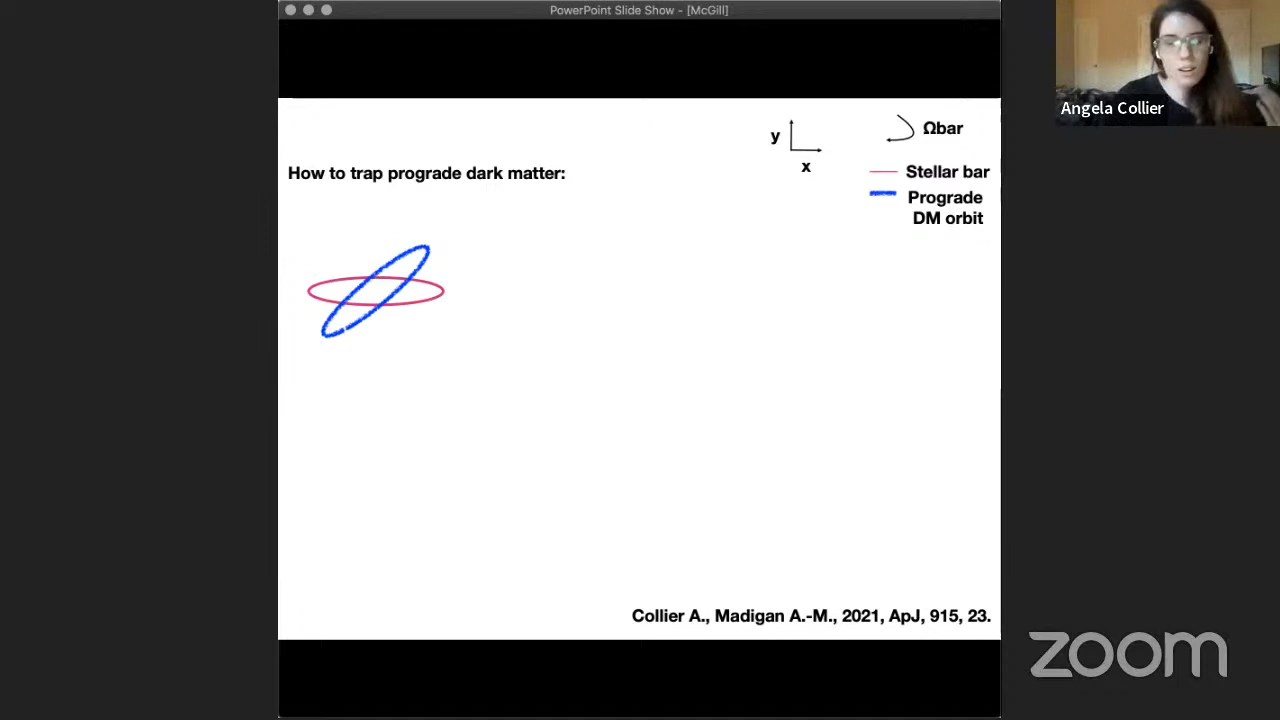 PowerPoint Slide Show - [McGill]
Angela Collier
y
x
Ωbar
How to trap prograde dark matter:
Stellar bar
Prograde
DM orbit
Collier A., Madigan A.-M., 2021, ApJ, 915, 23.
zoom